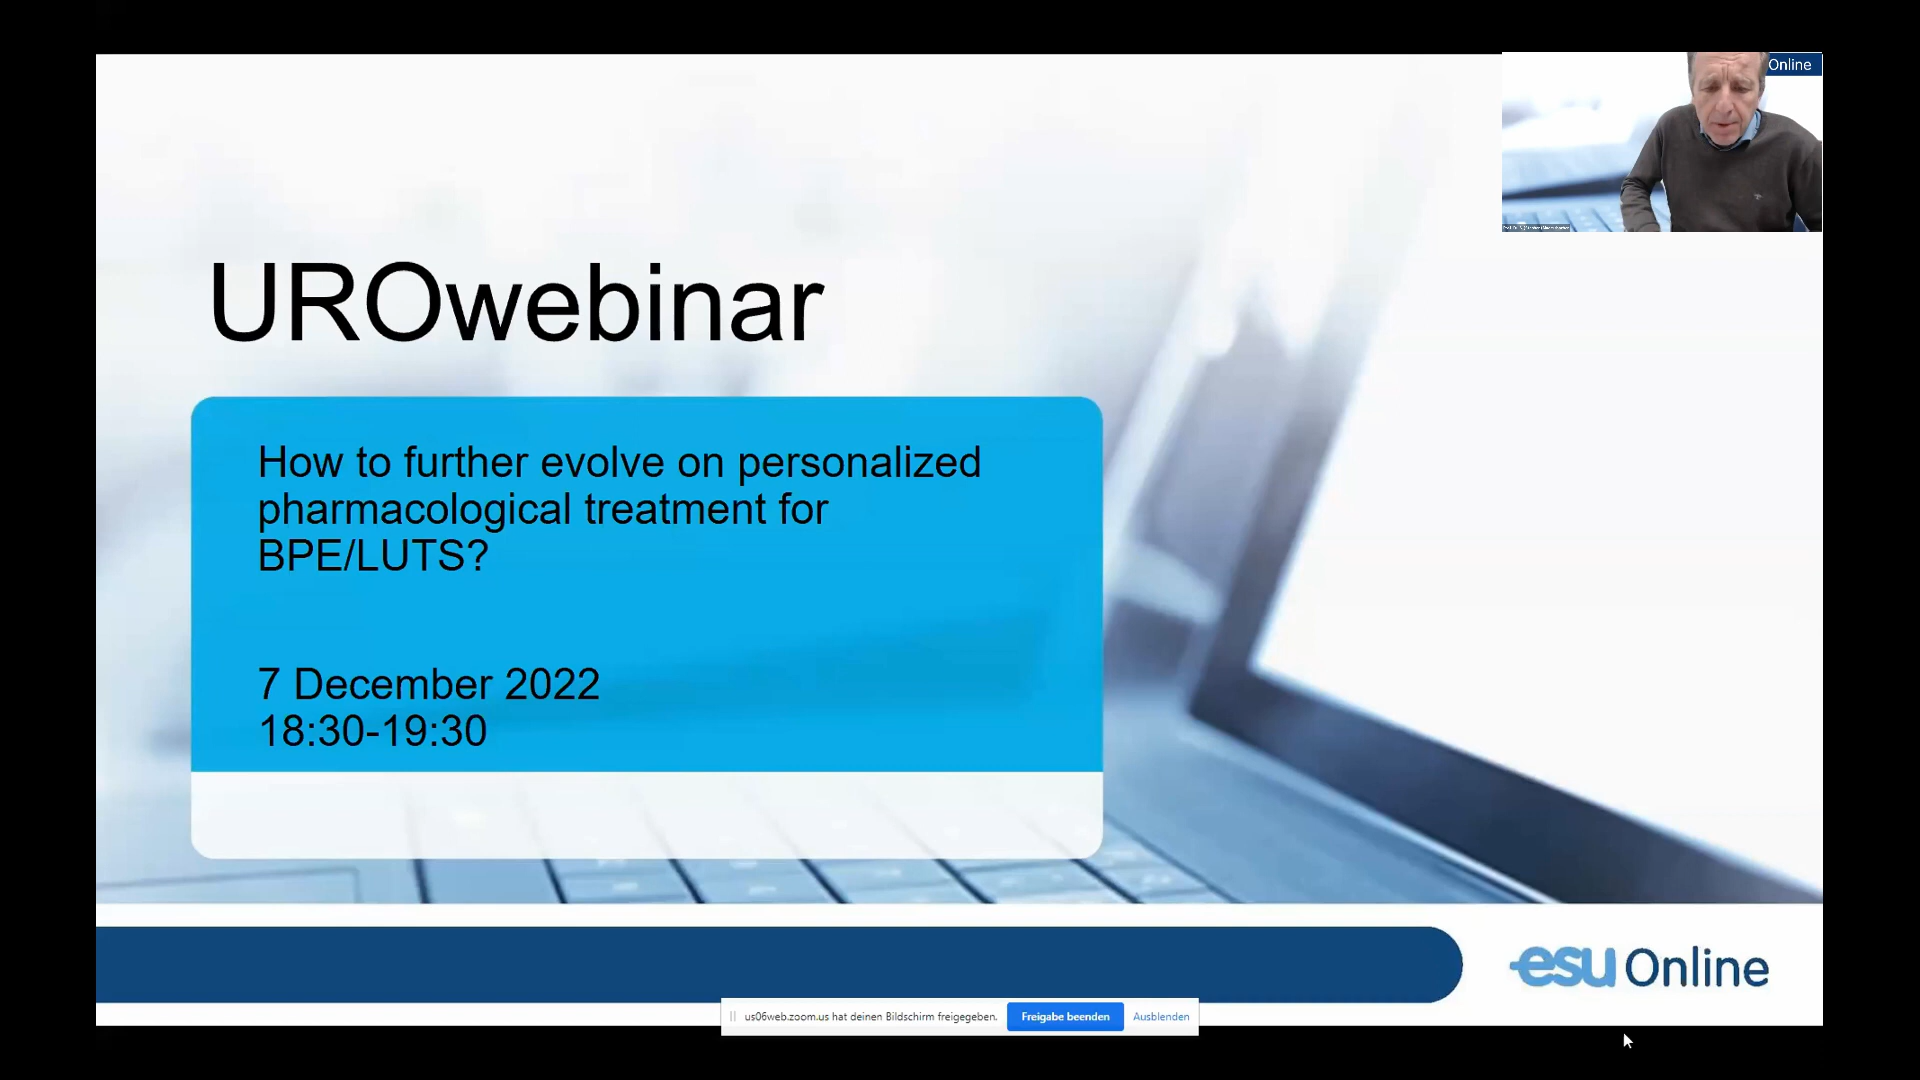 Online
UROwebinar
How to further evolve on personalized
pharmacological treatment for
BPE/LUTS?
7 December 2022
18:30-19:30
esu Online
us06web.zoom.us hat deinen Bildschirm freigegeben.
Freigabe beenden
Ausblenden